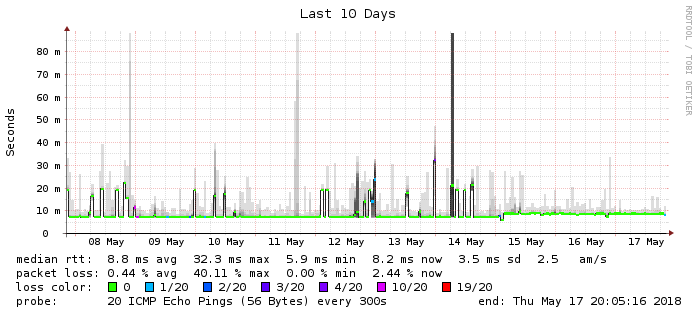 Last 10 Days
RRDTOOL / TOBI OETIKER
Seconds
80 m
70 m
60 m
50 m
40 m
30 m
20 m
10 m
0
08 May 09 May 10 May 11 May 12 May 13 May 14 May 15 May 16 May 17 May
median rtt: 8.8 ms avg 32.3 ms max 5.9 ms min 8.2 ms now 3.5 ms sd 2.5 am/s
packet loss: 0.44 % avg 40.11 % max 0.00 % min 2.44 % now
loss color: 0 1/20 2/20 3/20 4/20 10/20 19/20
probe: 20 ICMP Echo Pings (56 Bytes) every 300s end: Thu May 17 20:05:16 2018